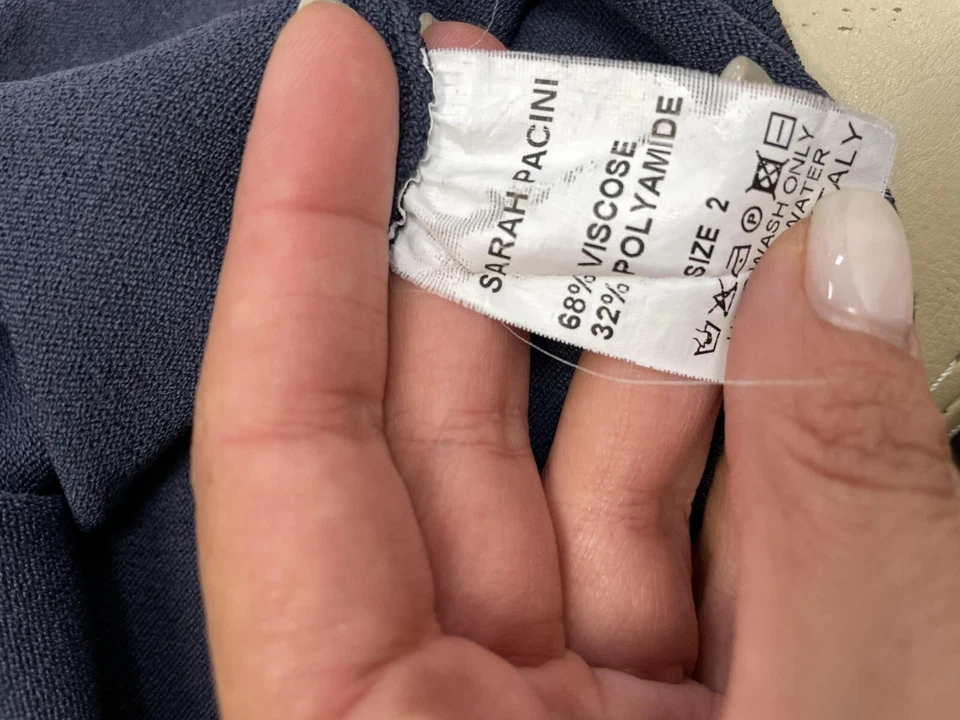 SARAH PACINI
68% VISCOSE
32% POLYAMIDE
SIZE 2
P
WASH ONLY
WATER